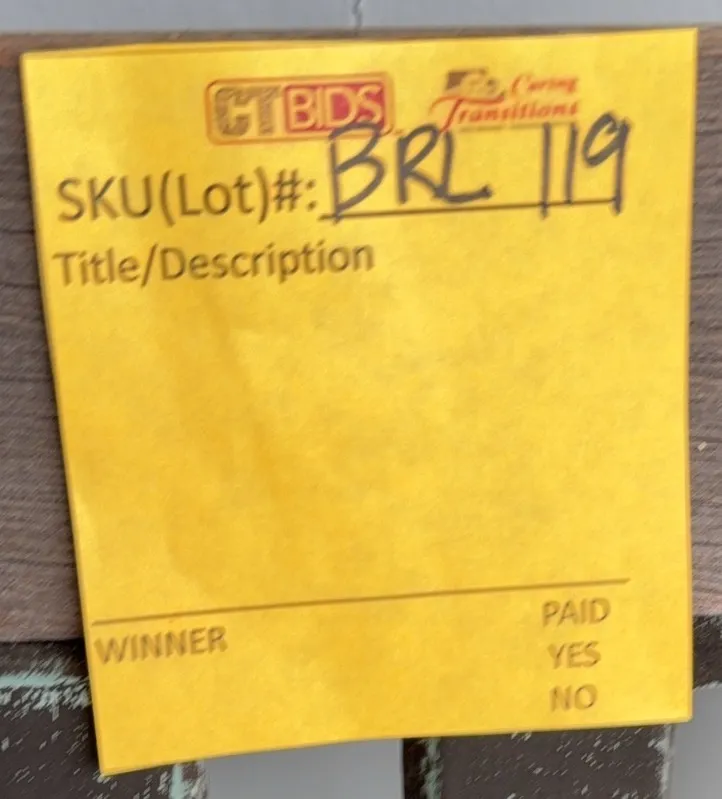 CTBIDS
Caring
Transitions
SKU(Lot)#: BRL 119
Title/Description
WINNER
PAID
YES
NO